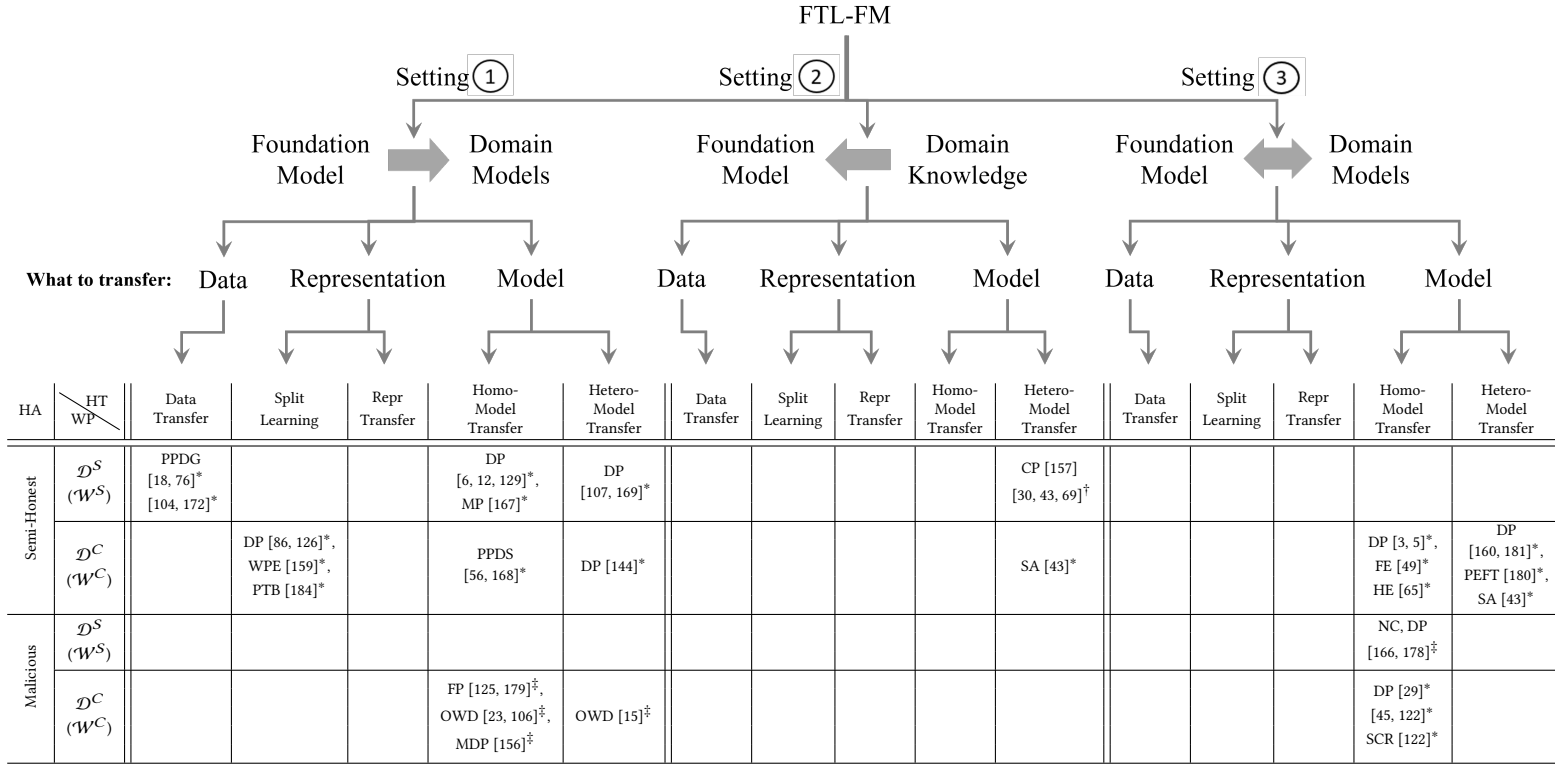 FTL-FM
Setting 1
Setting 2
Setting 3
Foundation
Model
Domain
Models
Foundation
Model
Domain
Knowledge
Foundation
Model
Domain
Models
What to transfer: Data Representation Model Data Representation Model Data Representation Model
HA
HT
WP
Data
Transfer
Split
Learning
Repr
Transfer
Homo-
Model
Transfer
Hetero-
Model
Transfer
Data
Transfer
Split
Learning
Repr
Transfer
Homo-
Model
Transfer
Hetero-
Model
Transfer
Data
Transfer
Split
Learning
Repr
Transfer
Homo-
Model
Transfer
Hetero-
Model
Transfer
Semi-Honest
𝒟^S
(𝒲^S)
PPDG
[18, 76]*
[104, 172]*
DP
[6, 12, 129]*,
MP [167]*
DP
[107, 169]*
CP [157]
[30, 43, 69]†
𝒟^C
(𝒲^C)
DP [86, 126]*,
WPE [159]*,
PTB [184]*
PPDS
[56, 168]*
DP [144]*
SA [43]*
DP [3, 5]*,
FE [49]*
HE [65]*
DP
[160, 181]*,
PEFT [180]*,
SA [43]*
Malicious
𝒟^S
(𝒲^S)
NC, DP
[166, 178]‡
𝒟^C
(𝒲^C)
FP [125, 179]‡,
OWD [23, 106]‡,
MDP [156]‡
OWD [15]‡
DP [29]*
[45, 122]*
SCR [122]*